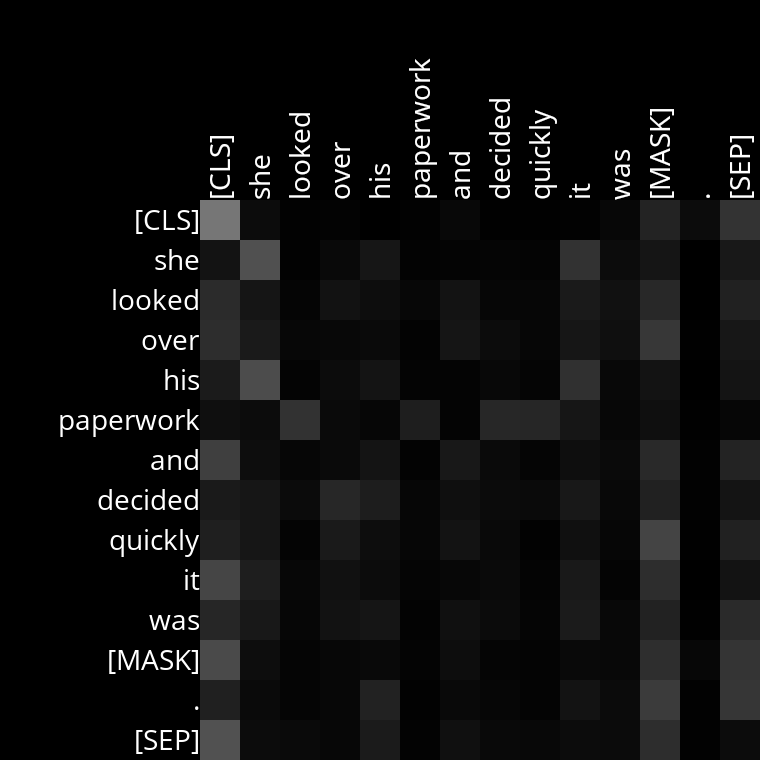 [CLS] she looked over his paperwork and decided quickly it was [MASK] . [SEP]
[CLS]
she
looked
over
his
paperwork
and
decided
quickly
it
was
[MASK]
.
[SEP]